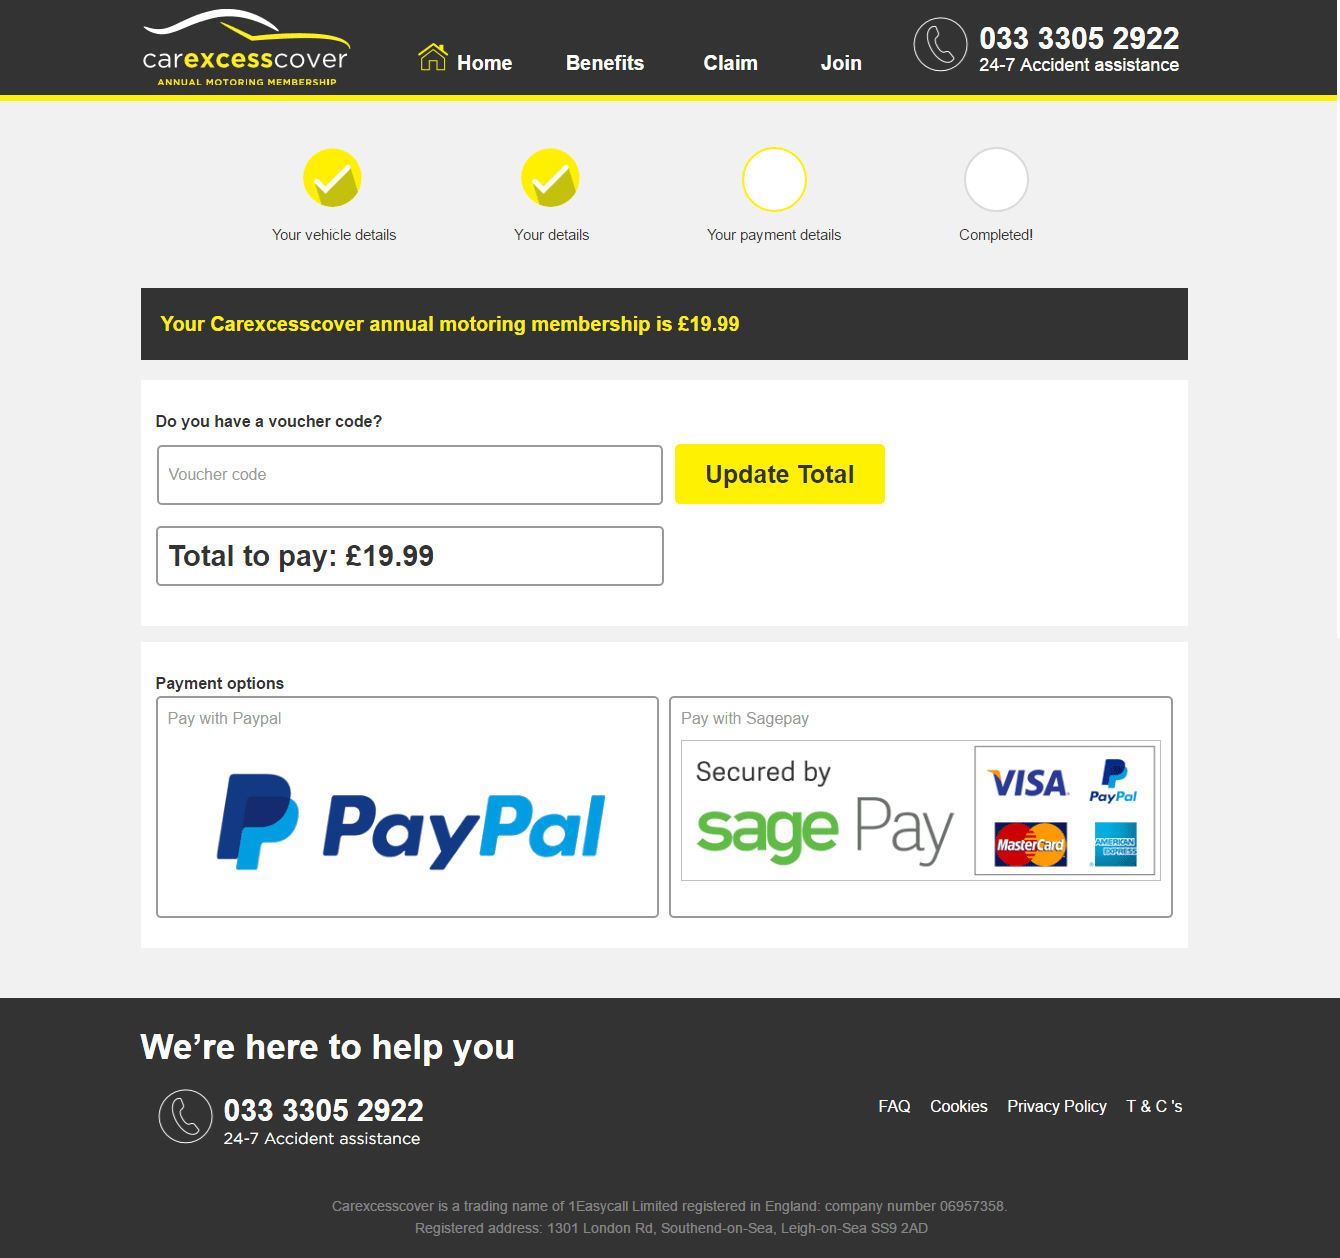 carexcesscover
ANNUAL MOTORING MEMBERSHIP
Home
Benefits
Claim
Join
033 3305 2922
24-7 Accident assistance
Your vehicle details
Your details
Your payment details
Completed!
Your Carexcesscover annual motoring membership is £19.99
Do you have a voucher code?
Voucher code
Update Total
Total to pay: £19.99
Payment options
Pay with Paypal
PayPal
Pay with Sagepay
Secured by
sage Pay
VISA
PayPal
MasterCard
AMERICAN EXPRESS
We’re here to help you
033 3305 2922
24-7 Accident assistance
FAQ
Cookies
Privacy Policy
T & C 's
Carexcesscover is a trading name of 1Easycall Limited registered in England: company number 06957358.
Registered address: 1301 London Rd, Southend-on-Sea, Leigh-on-Sea SS9 2AD